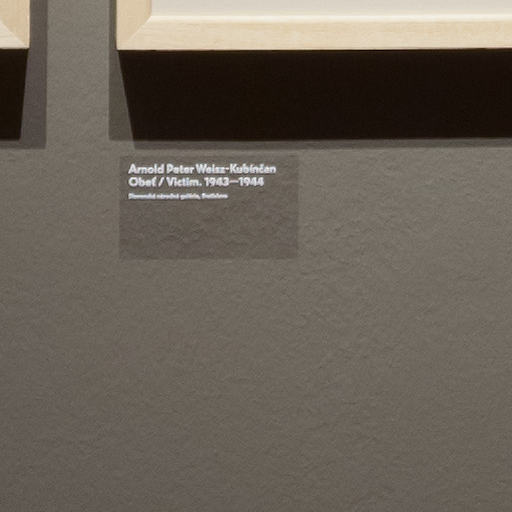 Arnold Peter Weisz-Kubínčan
Obeť / Victim. 1943—1944
Slovenská národná galéria, Bratislava